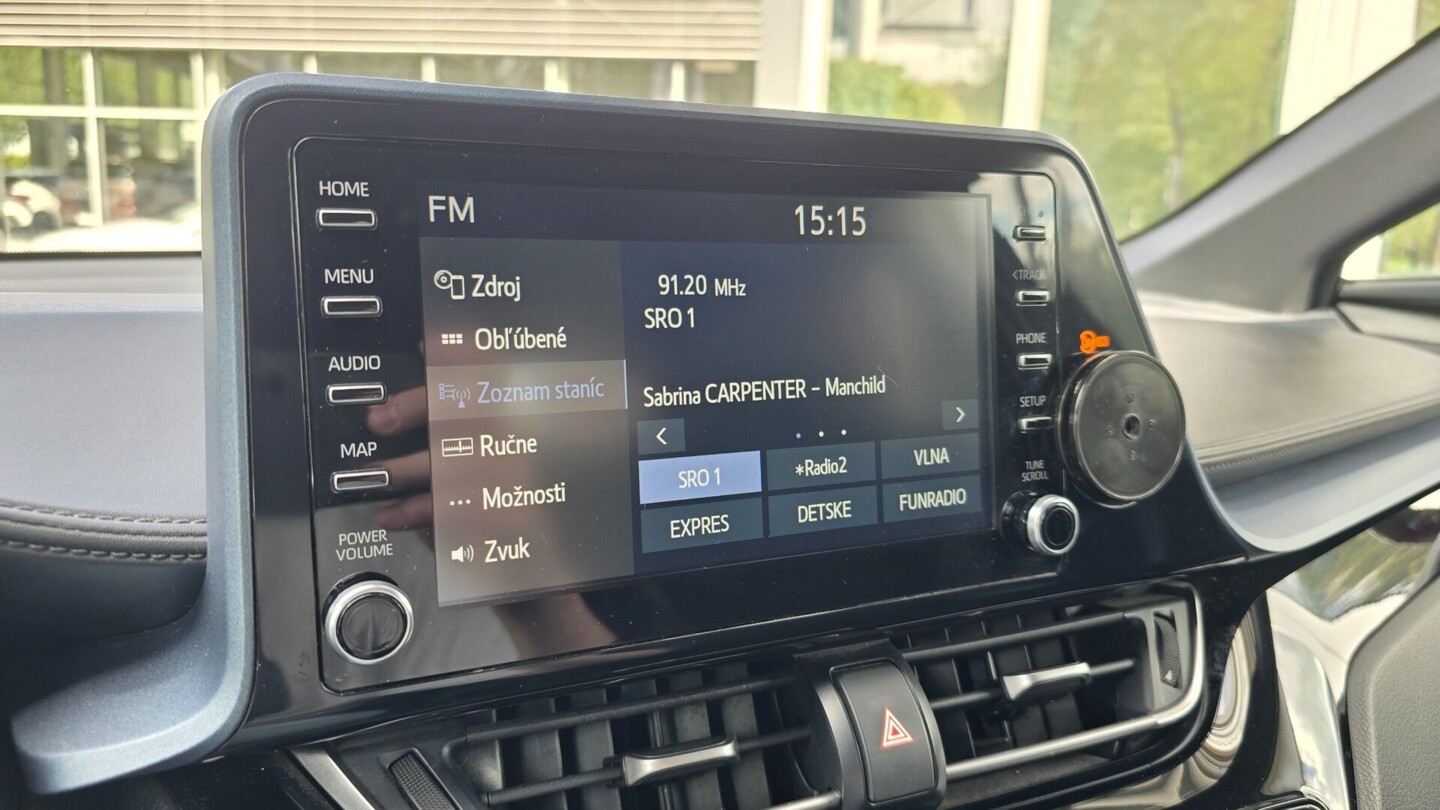 HOME
MENU
AUDIO
MAP
POWER
VOLUME
FM
15:15
Zdroj
Obľúbené
Zoznam staníc
Ručne
Možnosti
Zvuk
91.20 MHz
SRO 1
Sabrina CARPENTER – Manchild
<
>
SRO 1
*Radio2
VLNA
EXPRES
DETSKE
FUNRADIO
<TRACK
PHONE
SETUP
TUNE
SCROLL